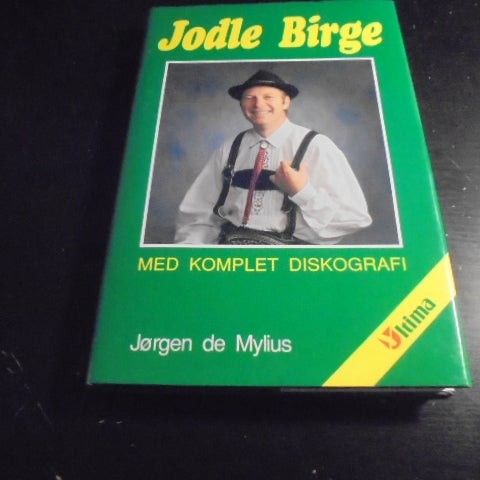 Jodle Birge
MED KOMPLET DISKOGRAFI
Jørgen de Mylius
Ultima